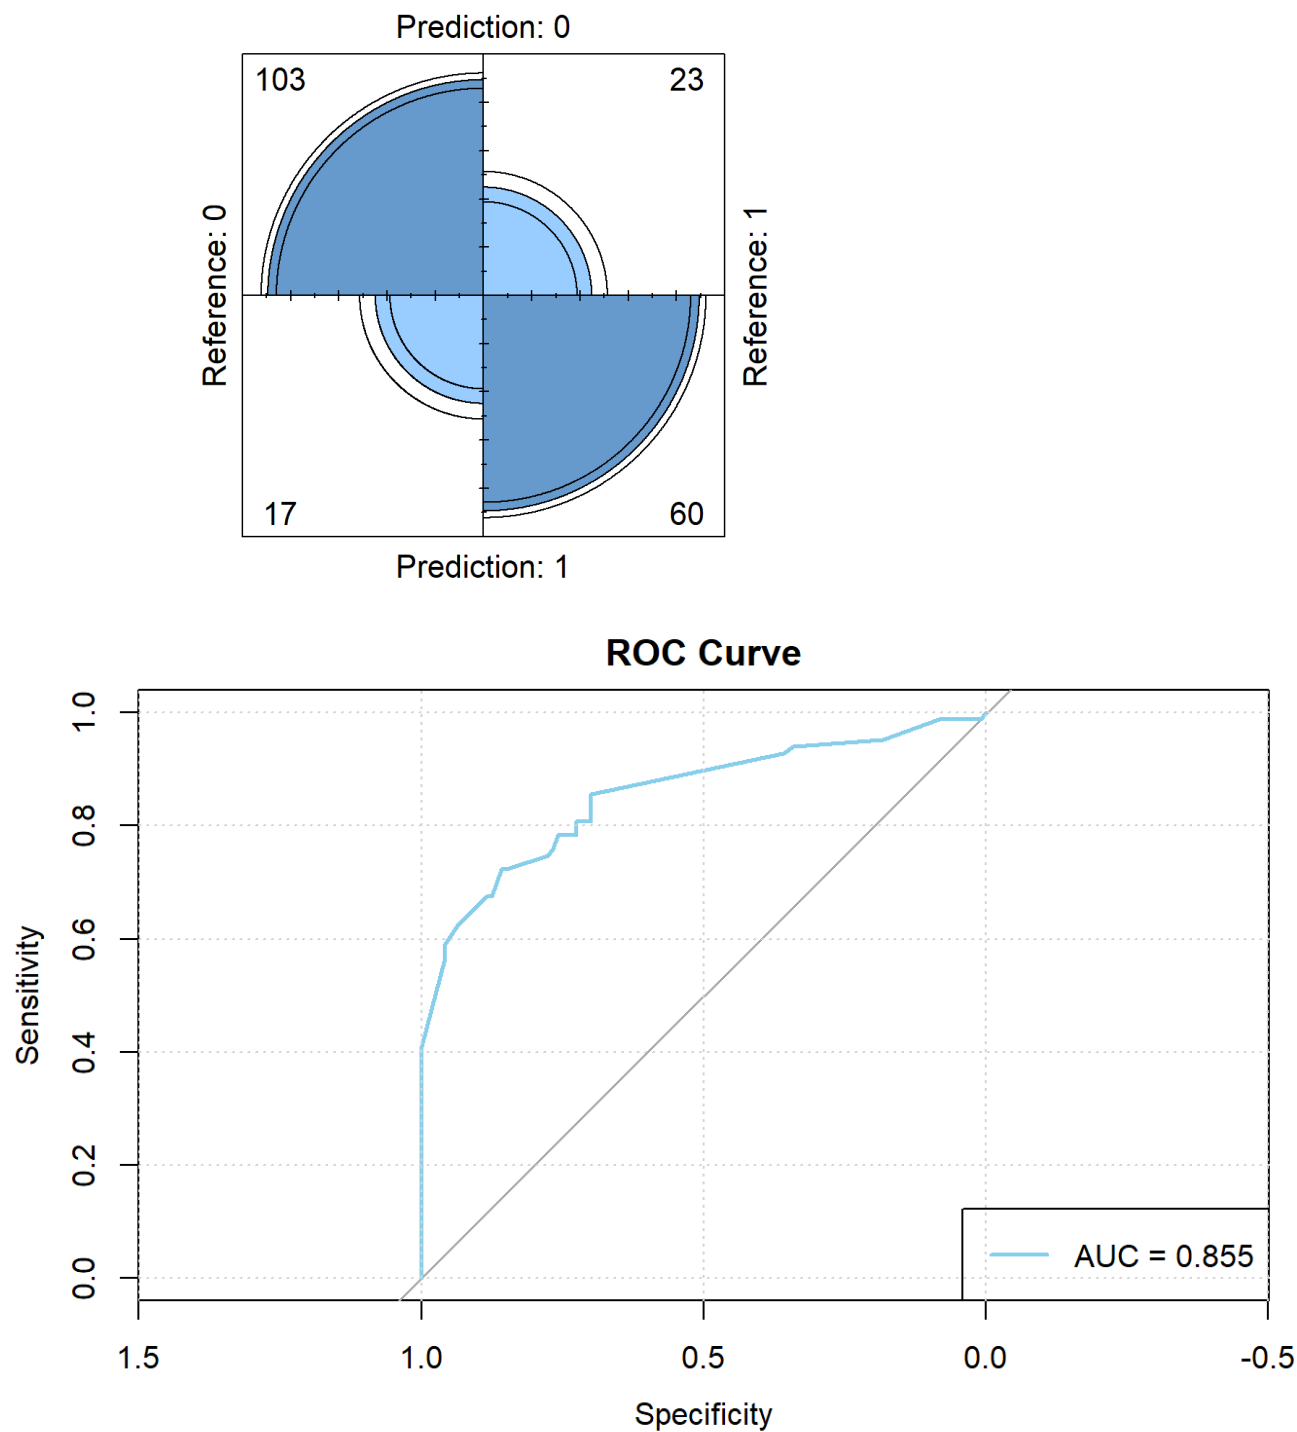 Prediction: 0
103
23
Reference: 0
Reference: 1
17
60
Prediction: 1
ROC Curve
Sensitivity
1.0
0.8
0.6
0.4
0.2
0.0
AUC = 0.855
1.5 1.0 0.5 0.0 -0.5
Specificity